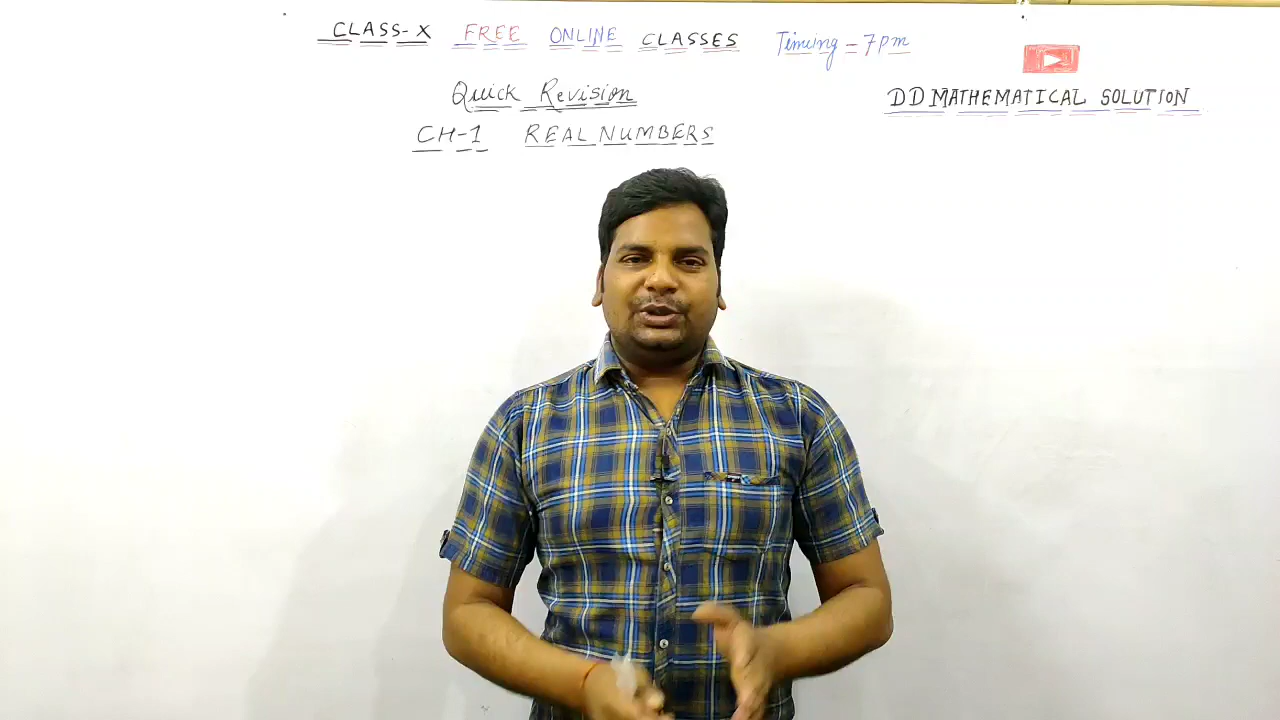 CLASS-X FREE ONLINE CLASSES Timing = 7pm
Quick Revision
DD MATHEMATICAL SOLUTION
CH-1 REAL NUMBERS